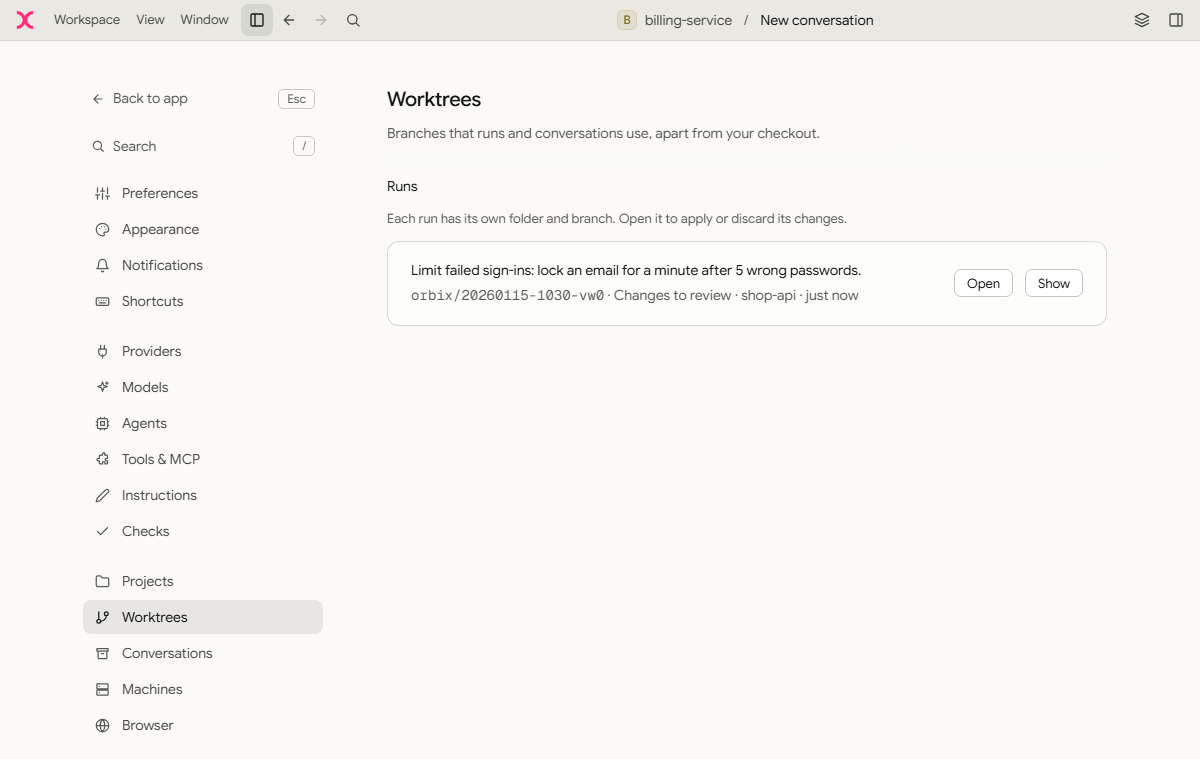 Workspace View Window
B billing-service / New conversation
Back to app Esc
Search /
Preferences
Appearance
Notifications
Shortcuts
Providers
Models
Agents
Tools & MCP
Instructions
Checks
Projects
Worktrees
Conversations
Machines
Browser
Worktrees
Branches that runs and conversations use, apart from your checkout.
Runs
Each run has its own folder and branch. Open it to apply or discard its changes.
Limit failed sign-ins: lock an email for a minute after 5 wrong passwords.
orbix/20260115-1030-vw0 · Changes to review · shop-api · just now
Open Show